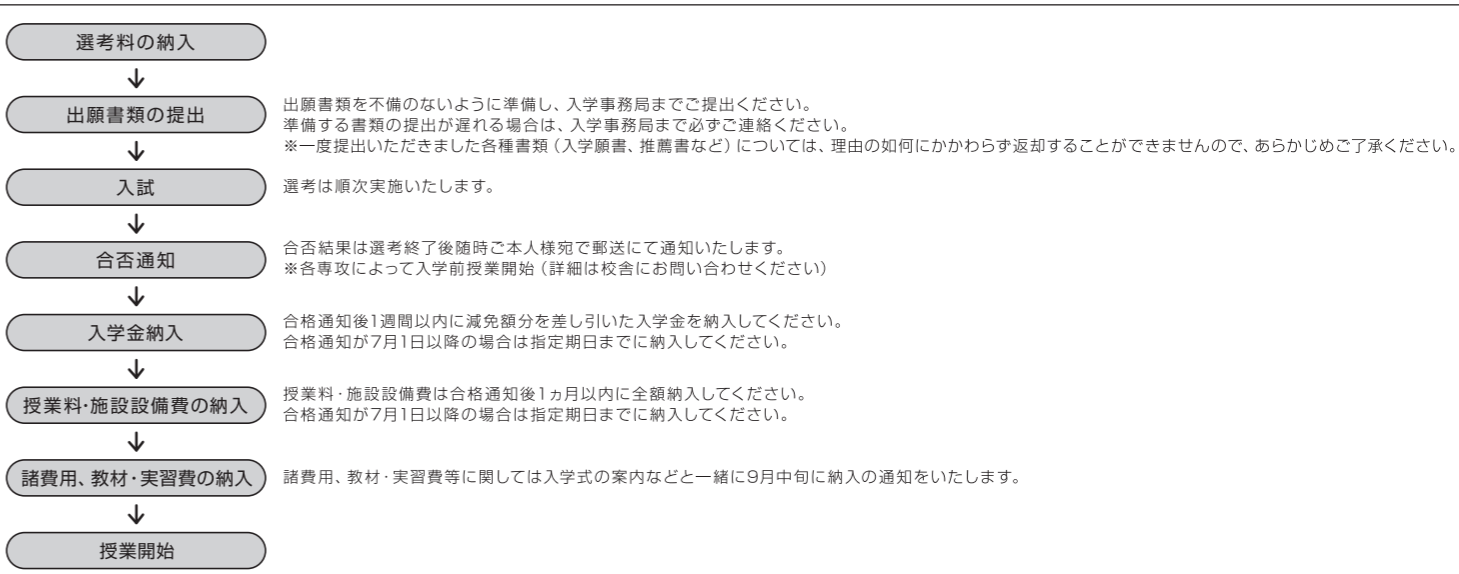 選考料の納入
↓
出願書類の提出
出願書類を不備のないように準備し、入学事務局までご提出ください。
準備する書類の提出が遅れる場合は、入学事務局まで必ずご連絡ください。
※一度提出いただきました各種書類（入学願書、推薦書など）については、理由の如何にかかわらず返却することができませんので、あらかじめご了承ください。
↓
入試
選考は順次実施いたします。
↓
合否通知
合否結果は選考終了後随時ご本人様宛で郵送にて通知いたします。
※各専攻によって入学前授業開始（詳細は校舎にお問い合わせください）
↓
入学金納入
合格通知後1週間以内に減免額分を差し引いた入学金を納入してください。
合格通知が7月1日以降の場合は指定期日までに納入してください。
↓
授業料・施設設備費の納入
授業料・施設設備費は合格通知後1ヵ月以内に全額納入してください。
合格通知が7月1日以降の場合は指定期日までに納入してください。
↓
諸費用、教材・実習費の納入
諸費用、教材・実習費等に関しては入学式の案内などと一緒に9月中旬に納入の通知をいたします。
↓
授業開始